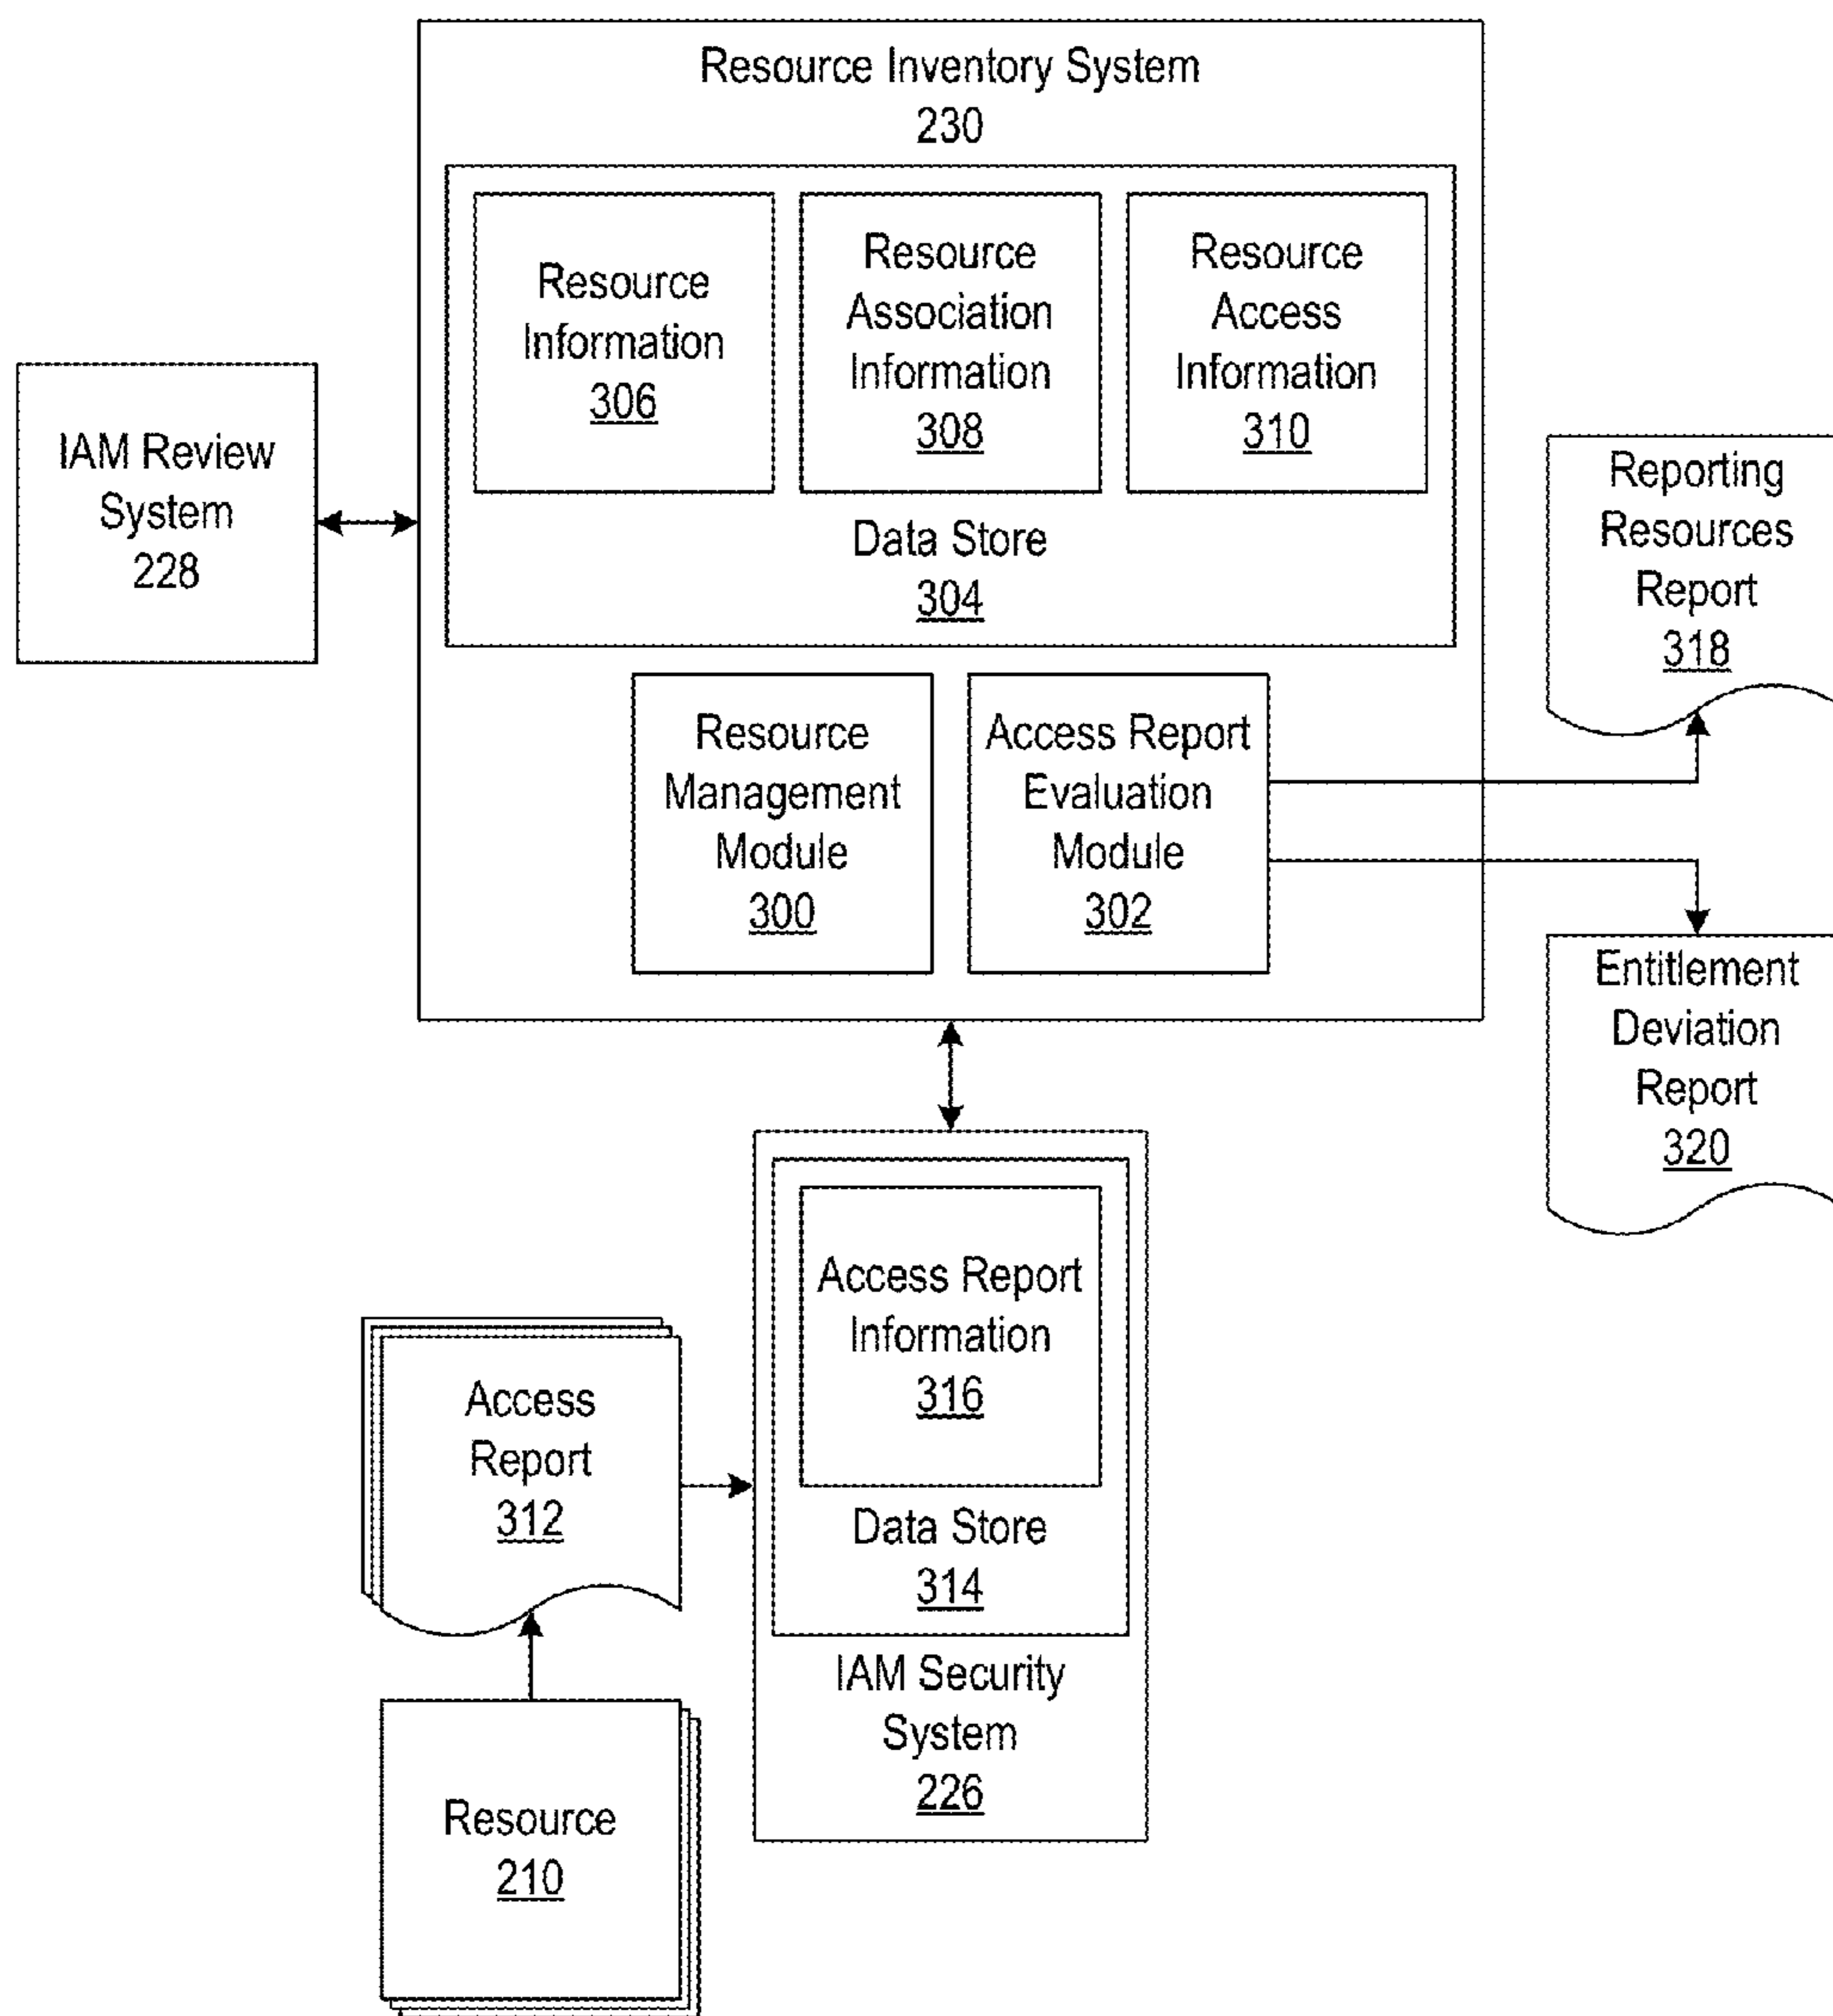 Resource Inventory System
230
Resource
Information
306
Resource
Association
Information
308
Resource
Access
Information
310
Data Store
304
IAM Review
System
228
Resource
Management
Module
300
Access Report
Evaluation
Module
302
Reporting
Resources
Report
318
Entitlement
Deviation
Report
320
Access Report
Information
316
Data Store
314
IAM Security
System
226
Access
Report
312
Resource
210